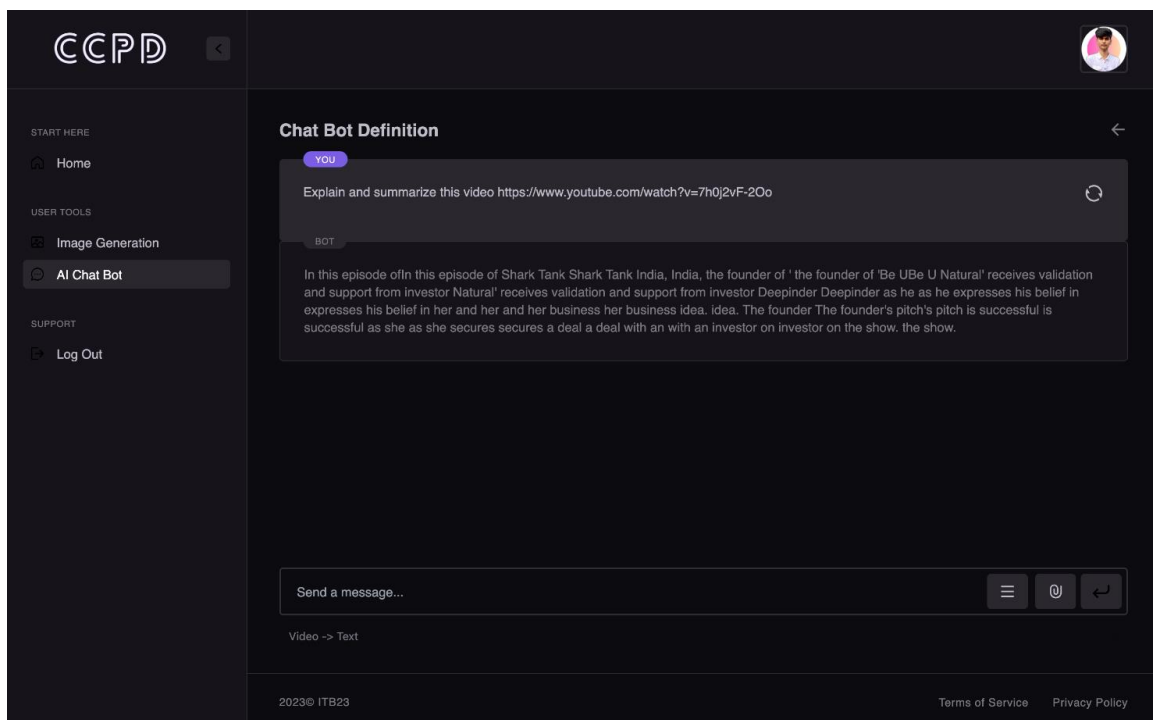 CCPD
START HERE
Home
USER TOOLS
Image Generation
AI Chat Bot
SUPPORT
Log Out
Chat Bot Definition
YOU
Explain and summarize this video https://www.youtube.com/watch?v=7h0j2vF-2Oo
BOT
In this episode ofIn this episode of Shark Tank Shark Tank India, India, the founder of ' the founder of 'Be UBe U Natural' receives validation
and support from investor Natural' receives validation and support from investor Deepinder Deepinder as he as he expresses his belief in
expresses his belief in her and her and her business her business idea. idea. The founder The founder's pitch's pitch is successful is
successful as she as she secures secures a deal a deal with an with an investor on investor on the show. the show.
Send a message...
Video -> Text
2023© ITB23
Terms of Service
Privacy Policy